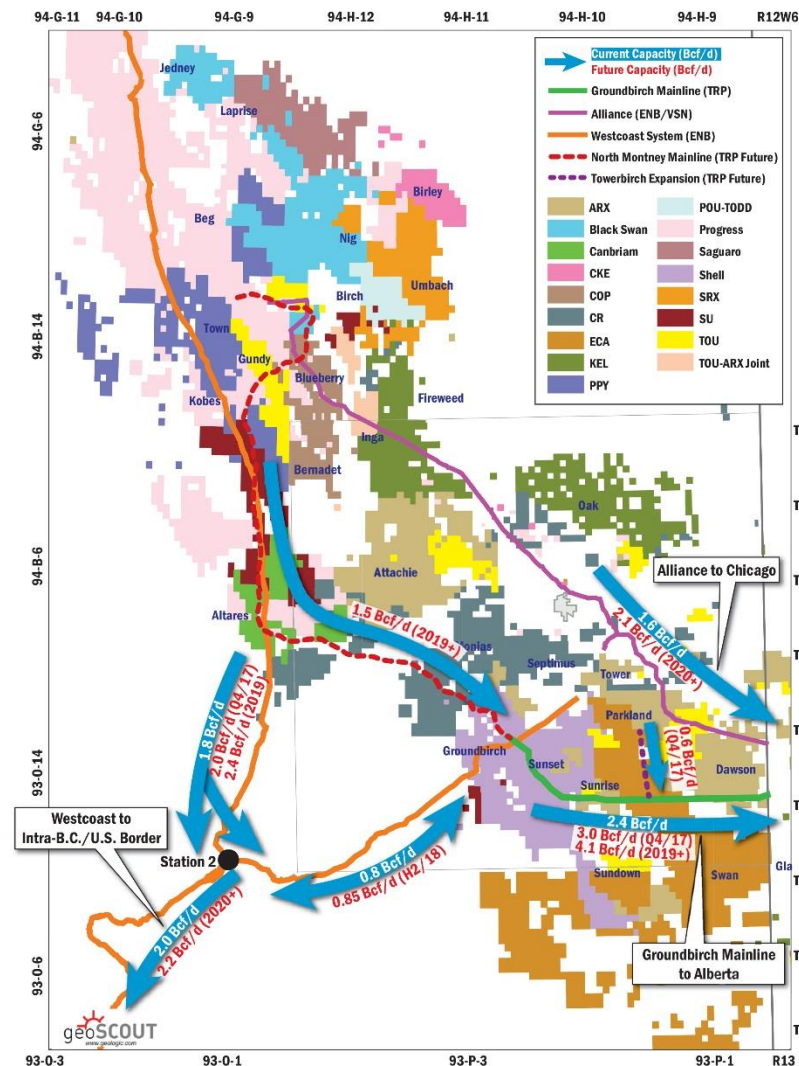 94-G-11 94-G-10 94-G-9 94-H-12 94-H-11 94-H-10 94-H-9 R12W6
94-G-6
94-B-14
94-B-6
93-O-14
93-O-6
Current Capacity (Bcf/d)
Future Capacity (Bcf/d)
Groundbirch Mainline (TRP)
Alliance (ENB/VSN)
Westcoast System (ENB)
North Montney Mainline (TRP Future)
Towerbirch Expansion (TRP Future)
ARX
Black Swan
Canbriam
CKE
COP
CR
ECA
KEL
PPY
POU-TODD
Progress
Saguaro
Shell
SRX
SU
TOU
TOU-ARX Joint
Jedney
Laprise
Birley
Beg
Nig
Umbach
Birch
Town
Gundy
Blueberry
Fireweed
Kobes
Inga
Bernadet
Oak
Attachie
Alliance to Chicago
1.6 Bcf/d
2.1 Bcf/d (2020+)
Altares
1.5 Bcf/d (2019+)
onias
Septimus
Tower
1.8 Bcf/d
2.0 Bcf/d (Q4/17)
2.4 Bcf/d (2019)
Parkland
0.6 Bcf/d
(Q4/17)
Groundbirch
Sunset
Dawson
Sunrise
2.4 Bcf/d
3.0 Bcf/d (Q4/17)
4.1 Bcf/d (2019+)
Westcoast to
Intra-B.C./U.S. Border
Station 2
0.8 Bcf/d
0.85 Bcf/d (H2/18)
Sundown
Swan
Gla
2.0 Bcf/d
2.2 Bcf/d (2020+)
Groundbirch Mainline
to Alberta
T
T
T
T
T
T
T
T
T
geoSCOUT
www.geologic.com
93-0-3 93-0-1 93-P-3 93-P-1 R13